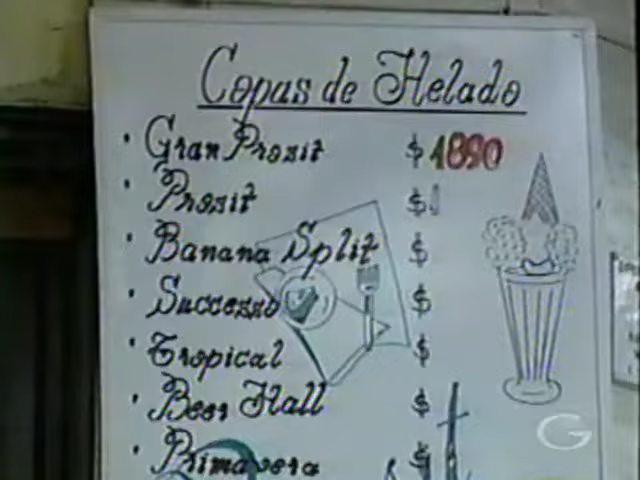 Copas de Helado
· Gran Prosit $ 1890
· Prosit $
· Banana Split $
· Successo $
· Tropical $
· Beer Hall $
· Primavera $
G